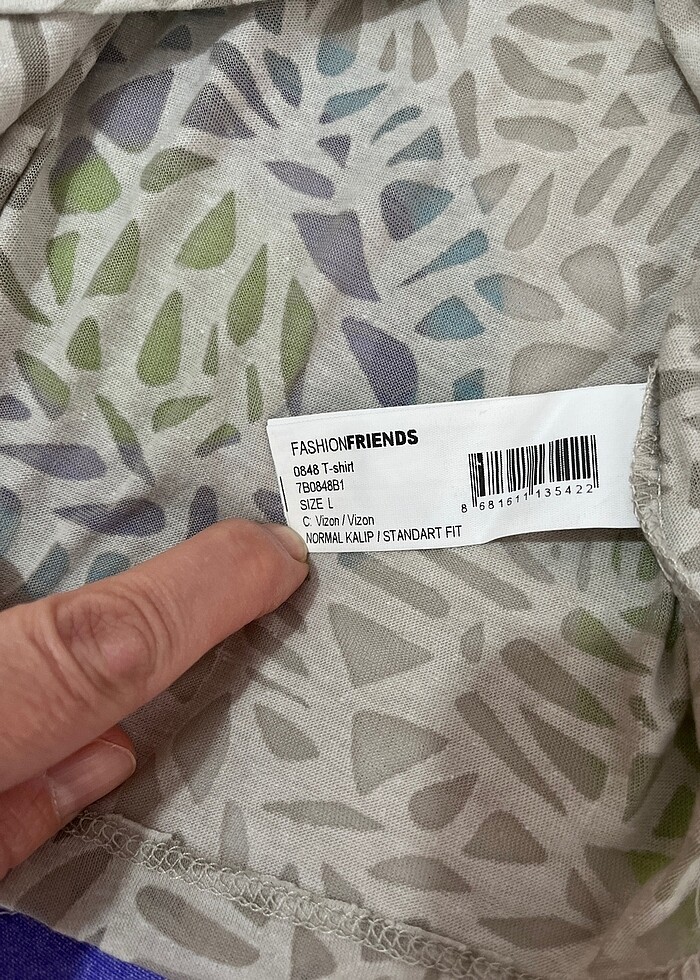 FASHIONFRIENDS
0848 T-shirt
7B0848B1
SIZE L
C. Vizon / Vizon
NORMAL KALIP / STANDART FIT
8 681611 135422